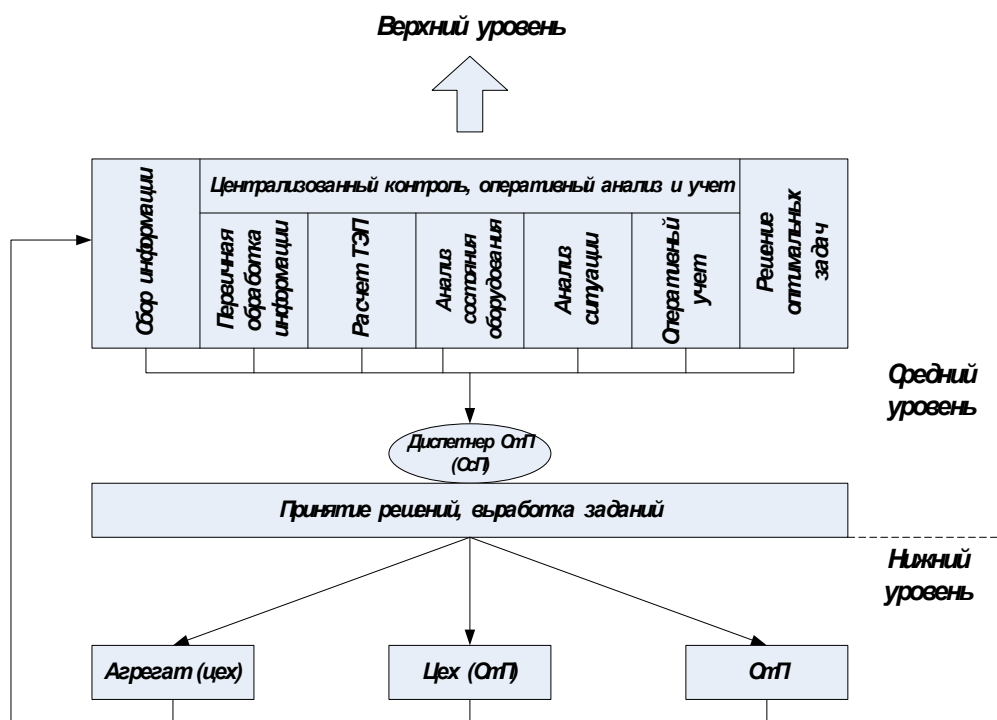 Верхний уровень
Сбор информации
Централизованный контроль, оперативный анализ и учет
Первичная
обработка
информации
Расчет ТЭП
Анализ
состояния
оборудования
Анализ
ситуации
Оперативный
учет
Решение
оптимальных
задач
Средний
уровень
Диспетчер ОтП
(ОсП)
Принятие решений, выработка заданий
Нижний
уровень
Агрегат (цех)
Цех (ОтП)
ОтП